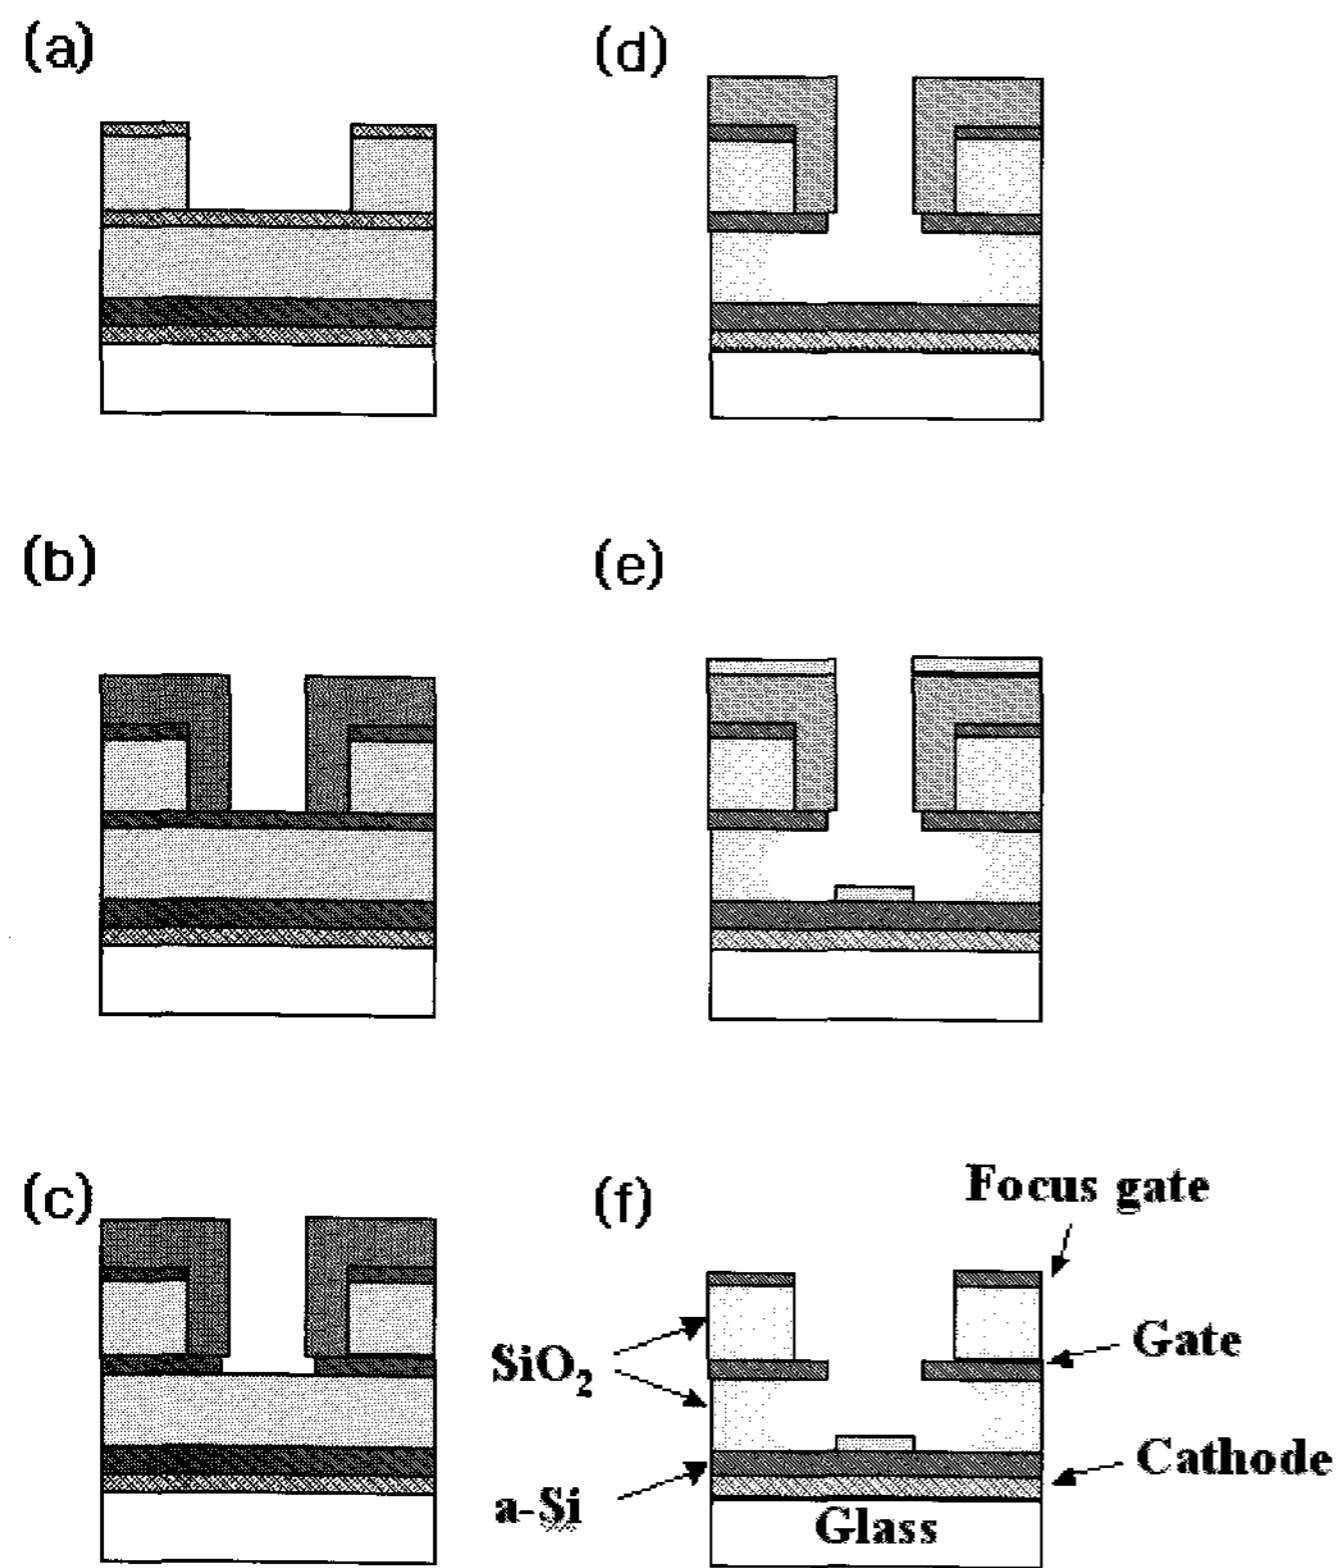 (a)
(d)
(b)
(e)
(c)
(f)
Focus gate
Gate
SiO₂
Cathode
a-Si
Glass